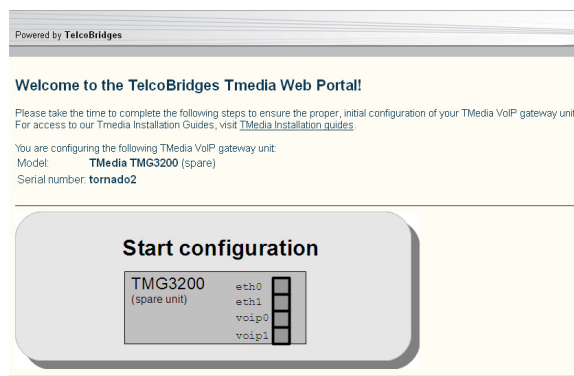 Powered by TelcoBridges
Welcome to the TelcoBridges Tmedia Web Portal!
Please take the time to complete the following steps to ensure the proper, initial configuration of your TMedia VoIP gateway unit
For access to our Tmedia Installation Guides, visit TMedia Installation guides.
You are configuring the following TMedia VoIP gateway unit:
Model: TMedia TMG3200 (spare)
Serial number: tornado2
Start configuration
TMG3200
(spare unit)
eth0
eth1
voip0
voip1